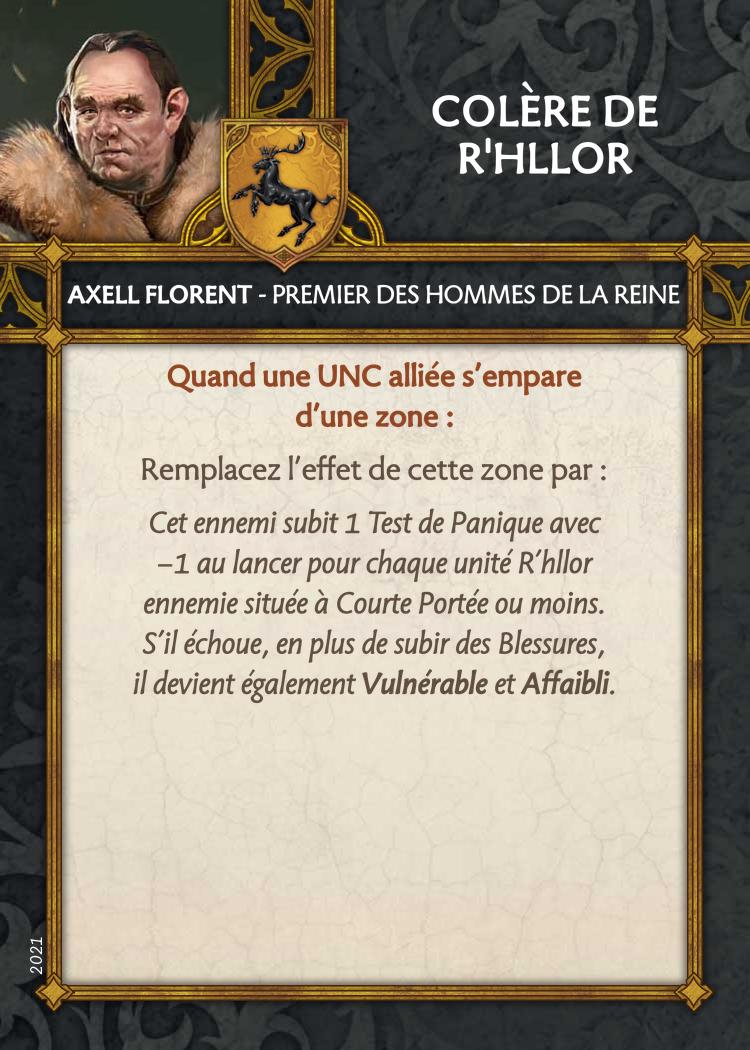 COLÈRE DE
R'HLLOR
AXELL FLORENT - PREMIER DES HOMMES DE LA REINE
Quand une UNC alliée s’empare
d’une zone :
Remplacez l’effet de cette zone par :
Cet ennemi subit 1 Test de Panique avec
–1 au lancer pour chaque unité R’hllor
ennemie située à Courte Portée ou moins.
S’il échoue, en plus de subir des Blessures,
il devient également Vulnérable et Affaibli.
2021